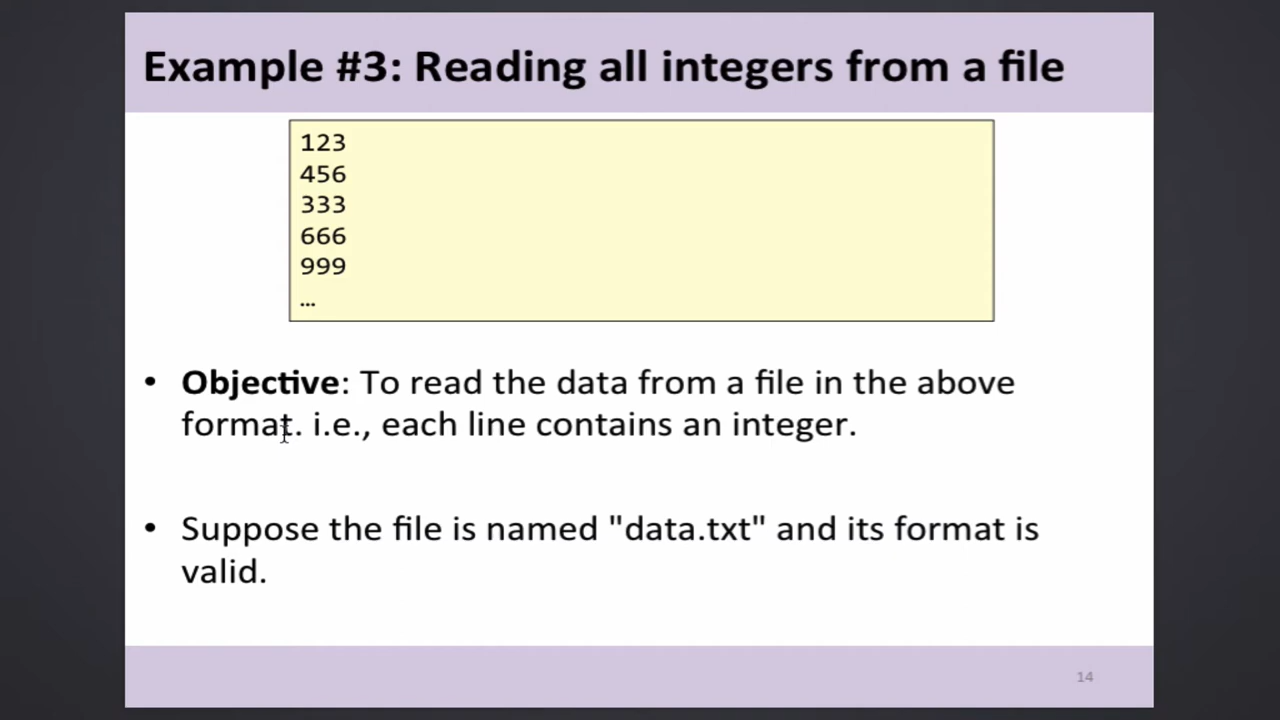 Example #3: Reading all integers from a file
123
456
333
666
999
…
• Objective: To read the data from a file in the above
format. i.e., each line contains an integer.
• Suppose the file is named "data.txt" and its format is
valid.
14